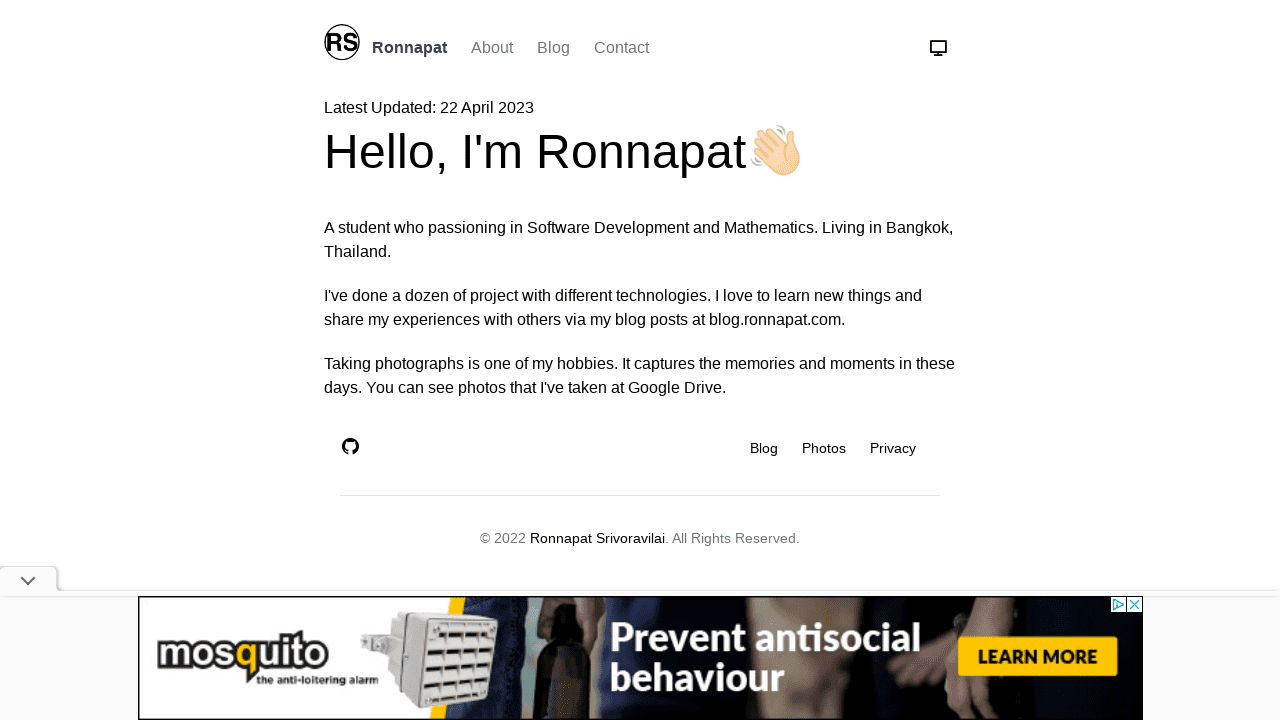 RS Ronnapat About Blog Contact
Latest Updated: 22 April 2023
Hello, I'm Ronnapat👋🏻
A student who passioning in Software Development and Mathematics. Living in Bangkok,
Thailand.
I've done a dozen of project with different technologies. I love to learn new things and
share my experiences with others via my blog posts at blog.ronnapat.com.
Taking photographs is one of my hobbies. It captures the memories and moments in these
days. You can see photos that I've taken at Google Drive.
Blog Photos Privacy
© 2022 Ronnapat Srivoravilai. All Rights Reserved.
mosquito
the anti-loitering alarm
Prevent antisocial
behaviour
LEARN MORE